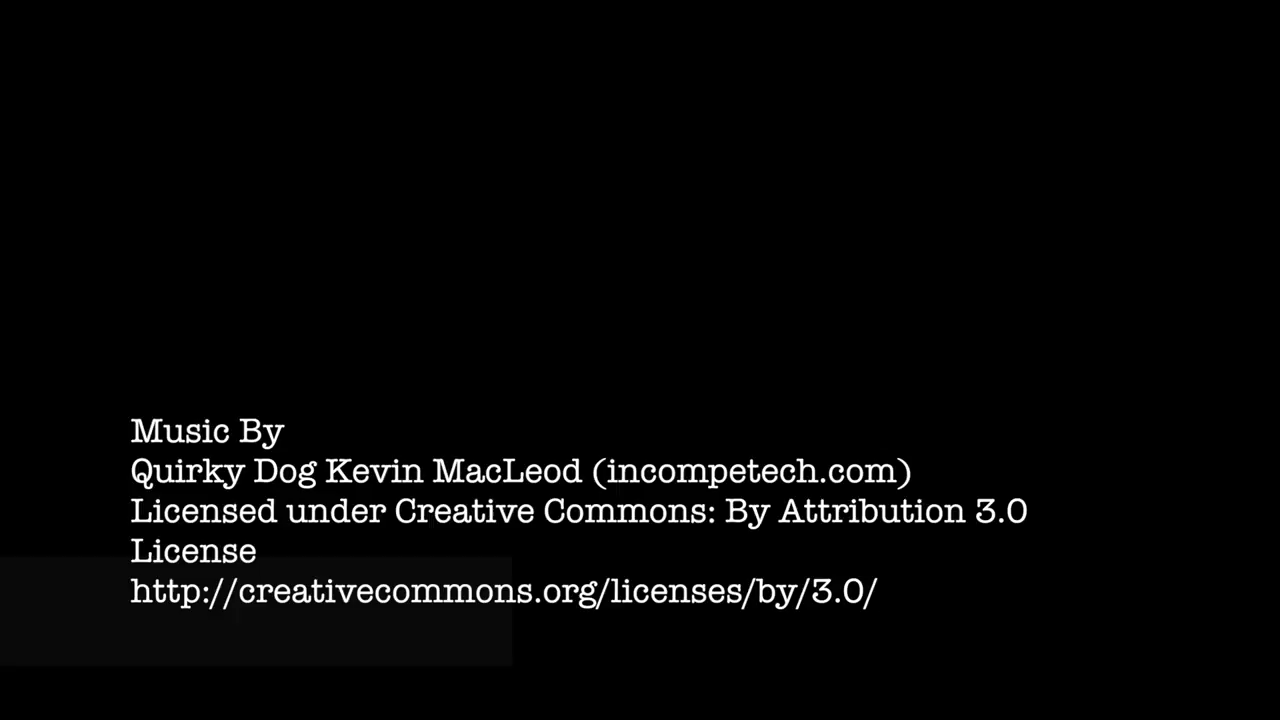 Music By
Quirky Dog Kevin MacLeod (incompetech.com)
Licensed under Creative Commons: By Attribution 3.0
License
http://creativecommons.org/licenses/by/3.0/